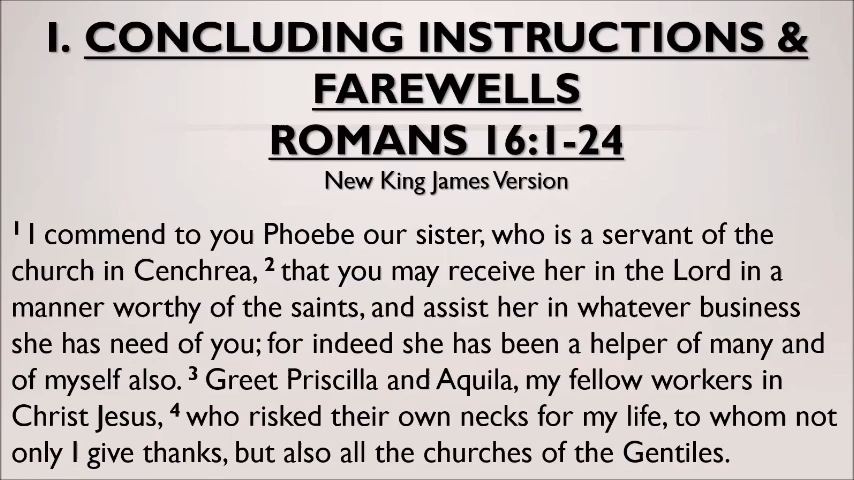 I. CONCLUDING INSTRUCTIONS &
FAREWELLS
ROMANS 16:1-24
New King James Version
1 I commend to you Phoebe our sister, who is a servant of the
church in Cenchrea, 2 that you may receive her in the Lord in a
manner worthy of the saints, and assist her in whatever business
she has need of you; for indeed she has been a helper of many and
of myself also. 3 Greet Priscilla and Aquila, my fellow workers in
Christ Jesus, 4 who risked their own necks for my life, to whom not
only I give thanks, but also all the churches of the Gentiles.